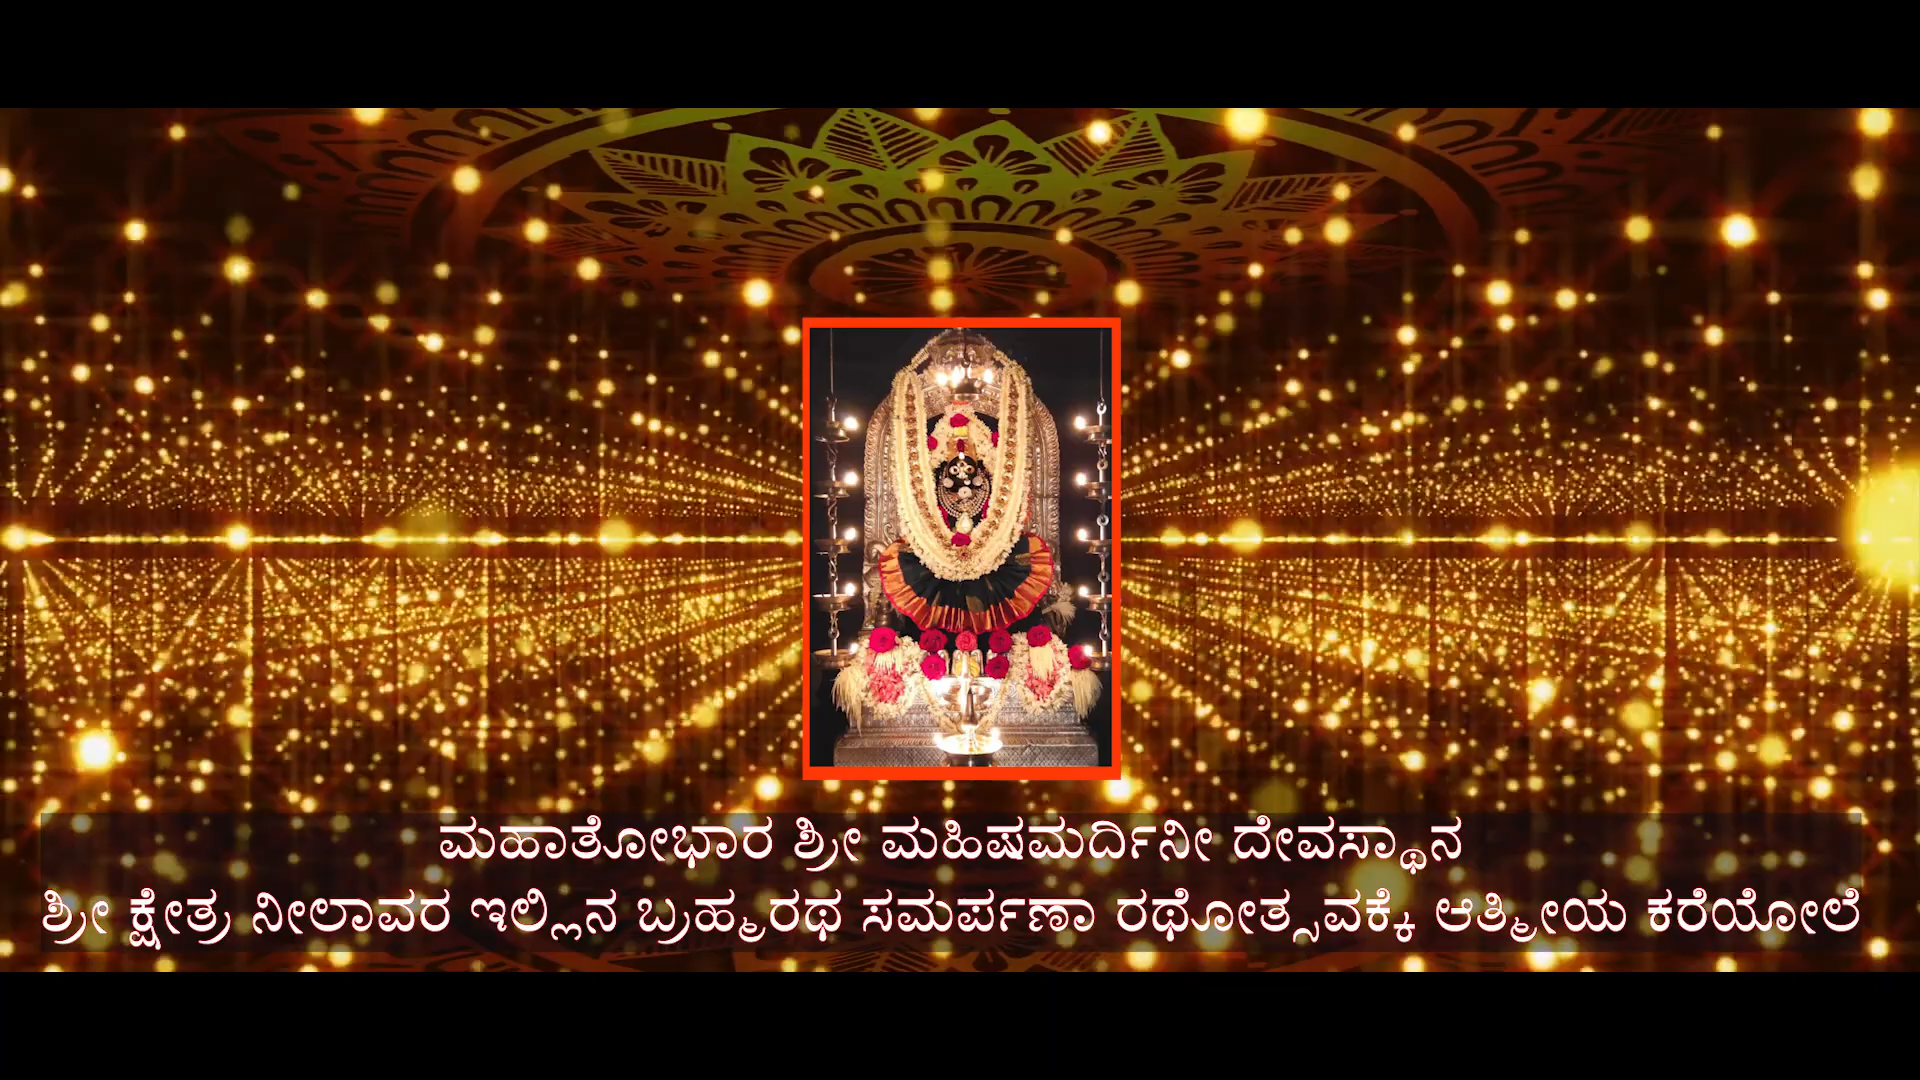 ಮಹಾತೋಭಾರ ಶ್ರೀ ಮಹಿಷಮರ್ದಿನೀ ದೇವಸ್ಥಾನ
ಶ್ರೀ ಕ್ಷೇತ್ರ ನೀಲಾವರ ಇಲ್ಲಿನ ಬ್ರಹ್ಮರಥ ಸಮರ್ಪಣಾ ರಥೋತ್ಸವಕ್ಕೆ ಆತ್ಮೀಯ ಕರೆಯೋಲೆ